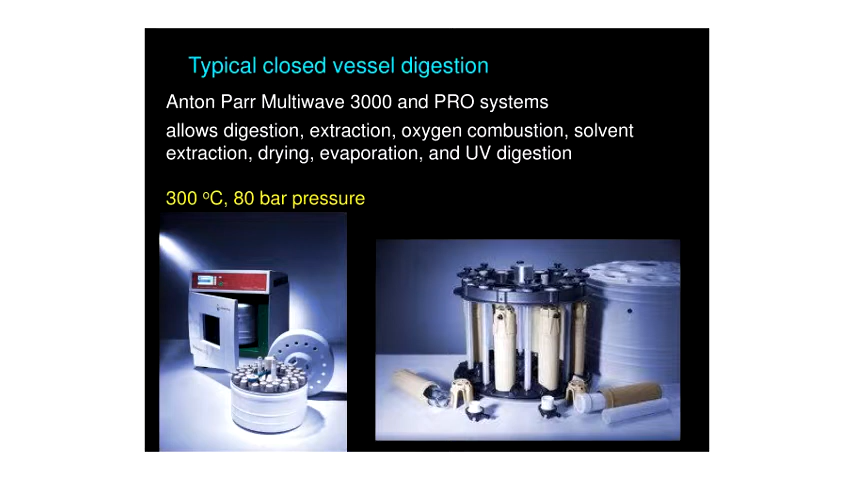 Typical closed vessel digestion
Anton Parr Multiwave 3000 and PRO systems
allows digestion, extraction, oxygen combustion, solvent
extraction, drying, evaporation, and UV digestion
300 ºC, 80 bar pressure